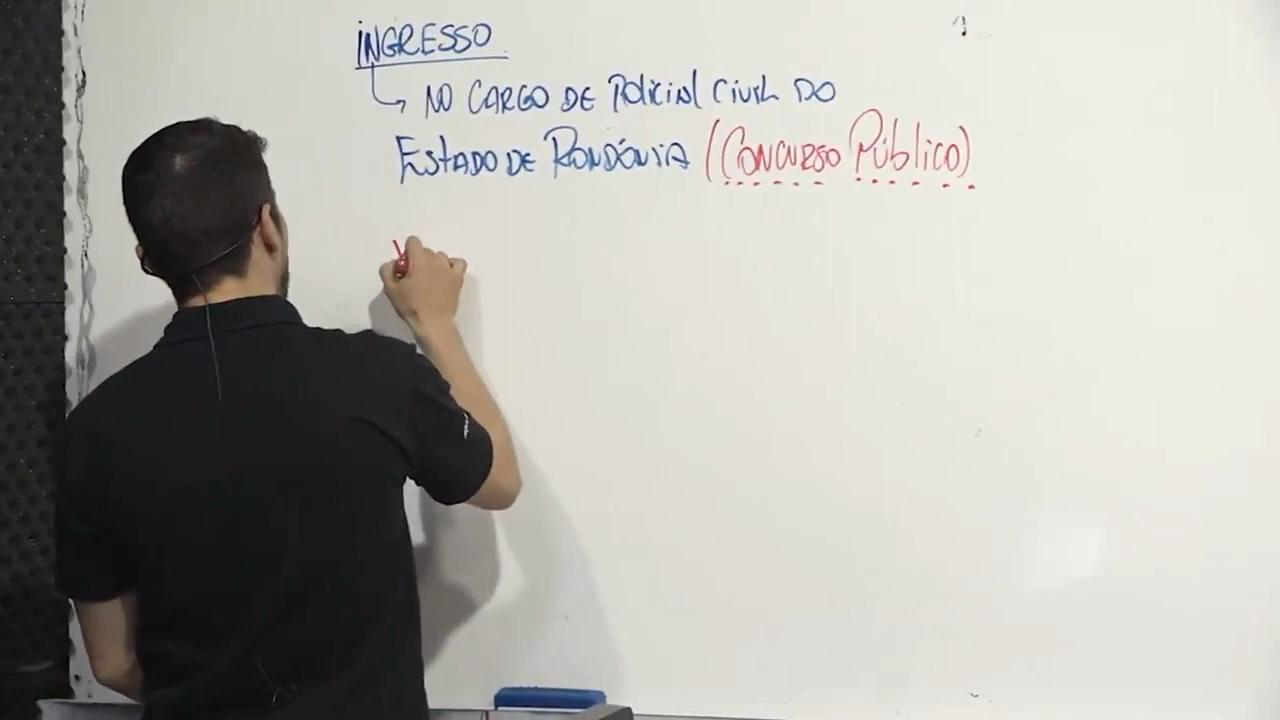 INGRESSO
NO CARGO DE POLICIAL CIVIL DO
ESTADO DE RONDÔNIA (CONCURSO PÚBLICO)